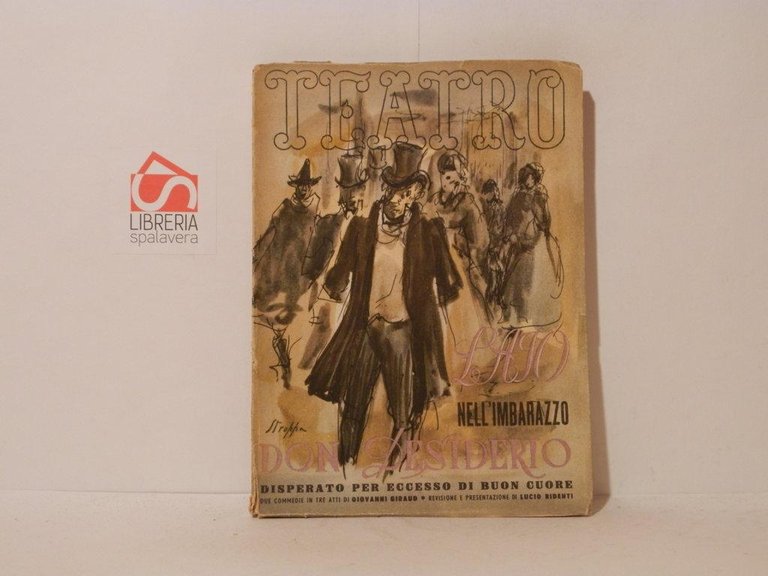 TEATRO
LIBRERIA
spalavera
L'AIO
NELL'IMBARAZZO
Stroppa
DON DESIDERIO
DISPERATO PER ECCESSO DI BUON CUORE
DUE COMMEDIE IN TRE ATTI DI GIOVANNI GIRAUD • REVISIONE E PRESENTAZIONE DI LUCIO RIDENTI